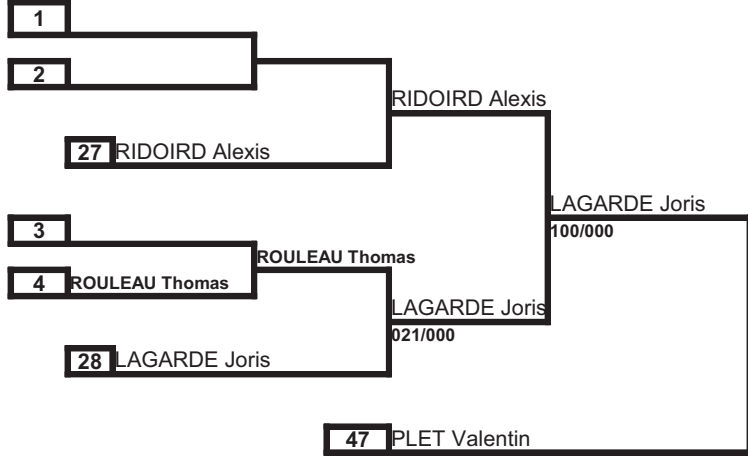 1
2
RIDOIRD Alexis
27 RIDOIRD Alexis
LAGARDE Joris
3
100/000
ROULEAU Thomas
4 ROULEAU Thomas
LAGARDE Joris
021/000
28 LAGARDE Joris
47 PLET Valentin